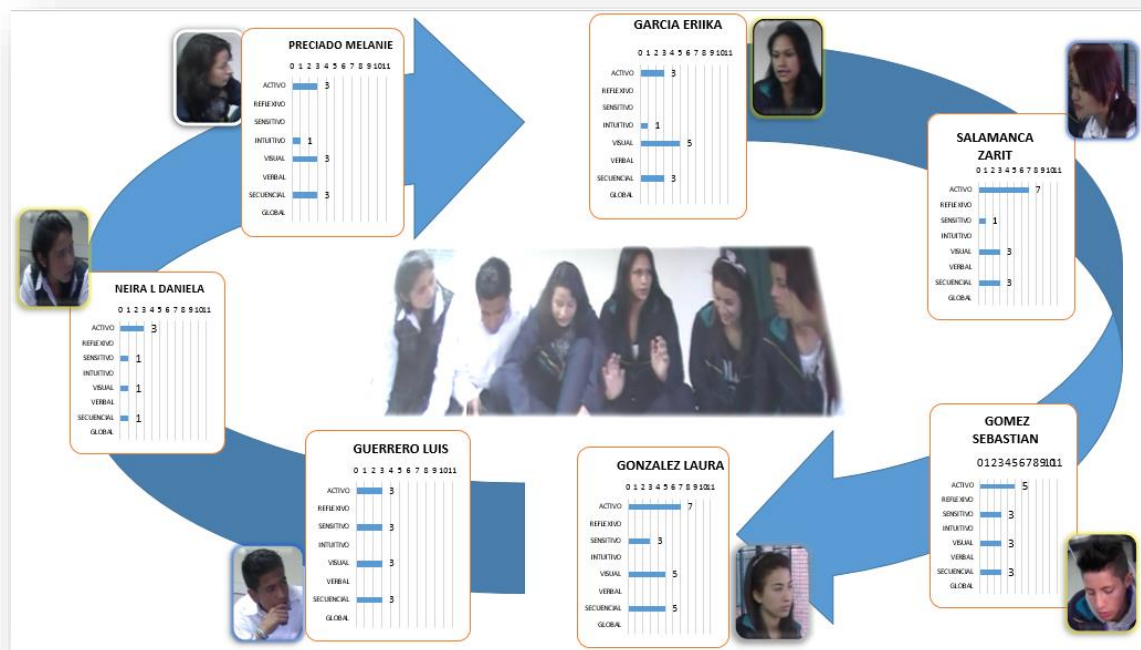 PRECIADO MELANIE
0 1 2 3 4 5 6 7 8 9 10 11
ACTIVO 3
REFLEXIVO
SENSITIVO
INTUITIVO 1
VISUAL 3
VERBAL
SECUENCIAL 3
GLOBAL
GARCIA ERIIKA
0 1 2 3 4 5 6 7 8 9 10 11
ACTIVO 3
REFLEXIVO
SENSITIVO
INTUITIVO 1
VISUAL 5
VERBAL
SECUENCIAL 3
GLOBAL
SALAMANCA
ZARIT
0 1 2 3 4 5 6 7 8 9 10 11
ACTIVO 7
REFLEXIVO
SENSITIVO 1
INTUITIVO
VISUAL 3
VERBAL
SECUENCIAL 3
GLOBAL
NEIRA L DANIELA
0 1 2 3 4 5 6 7 8 9 10 11
ACTIVO 3
REFLEXIVO
SENSITIVO 1
INTUITIVO
VISUAL 1
VERBAL
SECUENCIAL 1
GLOBAL
GUERRERO LUIS
0 1 2 3 4 5 6 7 8 9 10 11
ACTIVO 3
REFLEXIVO
SENSITIVO 3
INTUITIVO
VISUAL 3
VERBAL
SECUENCIAL 3
GLOBAL
GONZALEZ LAURA
0 1 2 3 4 5 6 7 8 9 10 11
ACTIVO 7
REFLEXIVO
SENSITIVO 3
INTUITIVO
VISUAL 5
VERBAL
SECUENCIAL 5
GLOBAL
GOMEZ
SEBASTIAN
0 1 2 3 4 5 6 7 8 9 10 11
ACTIVO 5
REFLEXIVO
SENSITIVO 3
INTUITIVO
VISUAL 3
VERBAL
SECUENCIAL 3
GLOBAL